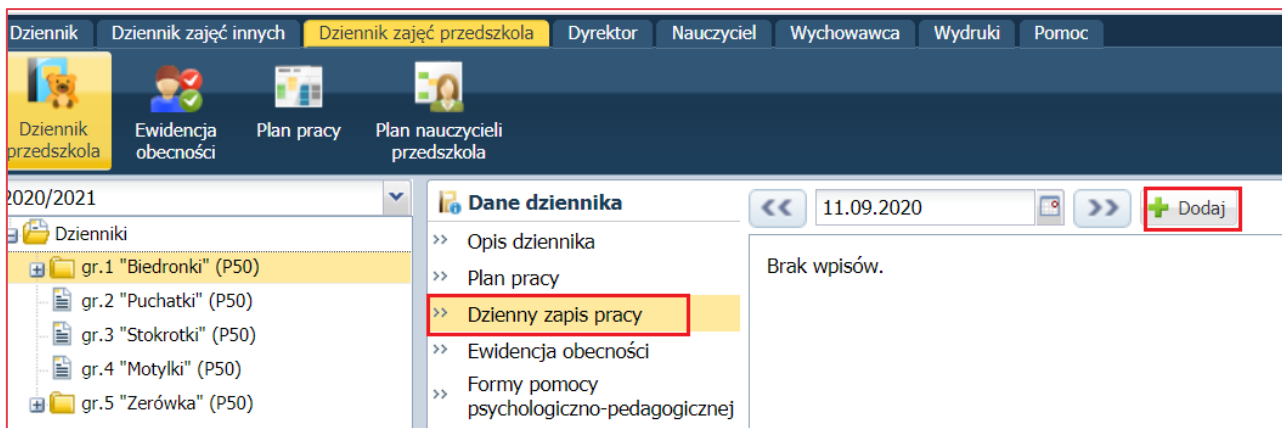 Dziennik Dziennik zajęć innych Dziennik zajęć przedszkola Dyrektor Nauczyciel Wychowawca Wydruki Pomoc
Dziennik przedszkola
Ewidencja obecności
Plan pracy
Plan nauczycieli przedszkola
2020/2021
Dzienniki
gr.1 "Biedronki" (P50)
gr.2 "Puchatki" (P50)
gr.3 "Stokrotki" (P50)
gr.4 "Motylki" (P50)
gr.5 "Zerówka" (P50)
Dane dziennika
Opis dziennika
Plan pracy
Dzienny zapis pracy
Ewidencja obecności
Formy pomocy
psychologiczno-pedagogicznej
11.09.2020
Dodaj
Brak wpisów.